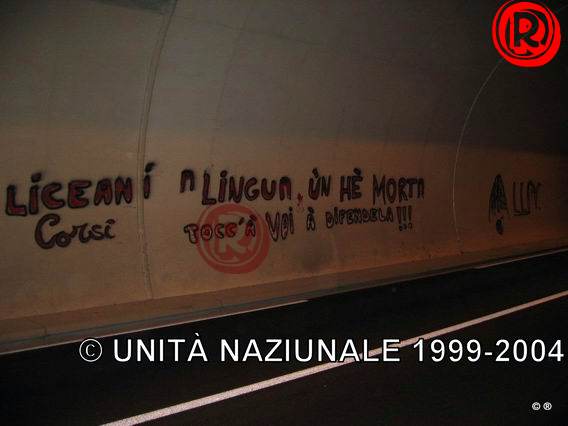 R
LICEANI A LINGUA, ÙN HÈ MORTA
Corsi TOCC'À VOI À DIFENDELA!!!
R
© UNITÀ NAZIUNALE 1999-2004
© ®